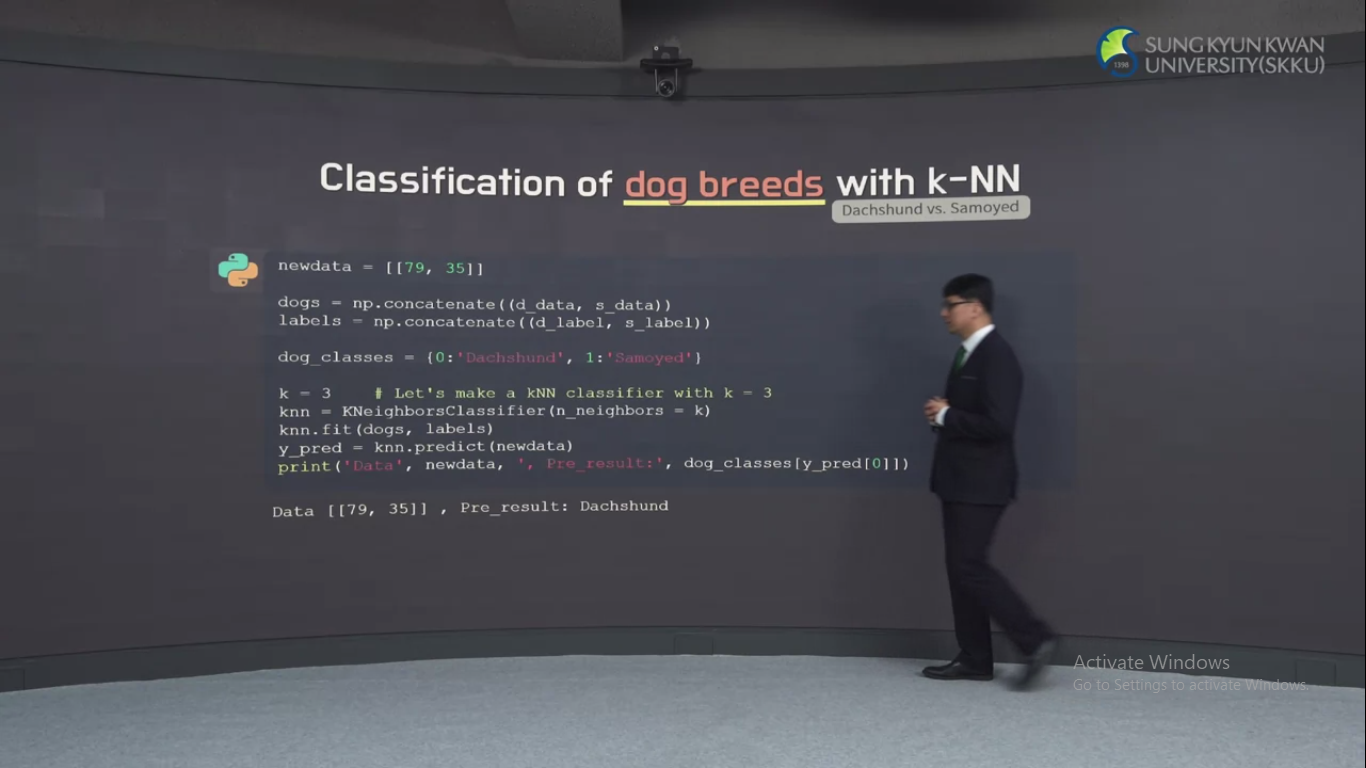 SUNG KYUN KWAN
UNIVERSITY(SKKU)
1398
Classification of dog breeds with k-NN
Dachshund vs. Samoyed
newdata = [[79, 35]]
dogs = np.concatenate((d_data, s_data))
labels = np.concatenate((d_label, s_label))
dog_classes = {0:'Dachshund', 1:'Samoyed'}
k = 3    # Let's make a kNN classifier with k = 3
knn = KNeighborsClassifier(n_neighbors = k)
knn.fit(dogs, labels)
y_pred = knn.predict(newdata)
print('Data', newdata, ', Pre_result:', dog_classes[y_pred[0]])
Data [[79, 35]] , Pre_result: Dachshund
Activate Windows
Go to Settings to activate Windows.